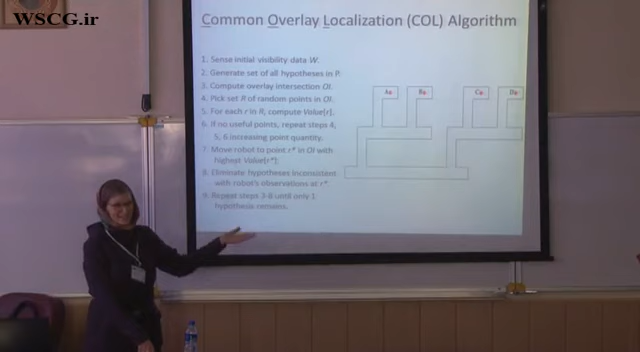 WSCG.ir
Common Overlay Localization (COL) Algorithm
1. Sense initial visibility data W.
2. Generate set of all hypotheses in P.
3. Compute overlay intersection OI.
4. Pick set R of random points in OI.
5. For each r in R, compute Value[r].
6. If no useful points, repeat steps 4,
5, 6 increasing point quantity.
7. Move robot to point r* in OI with
highest Value[r*].
8. Eliminate hypotheses inconsistent
with robot's observations at r*.
9. Repeat steps 3-8 until only 1
hypothesis remains.
A B C D